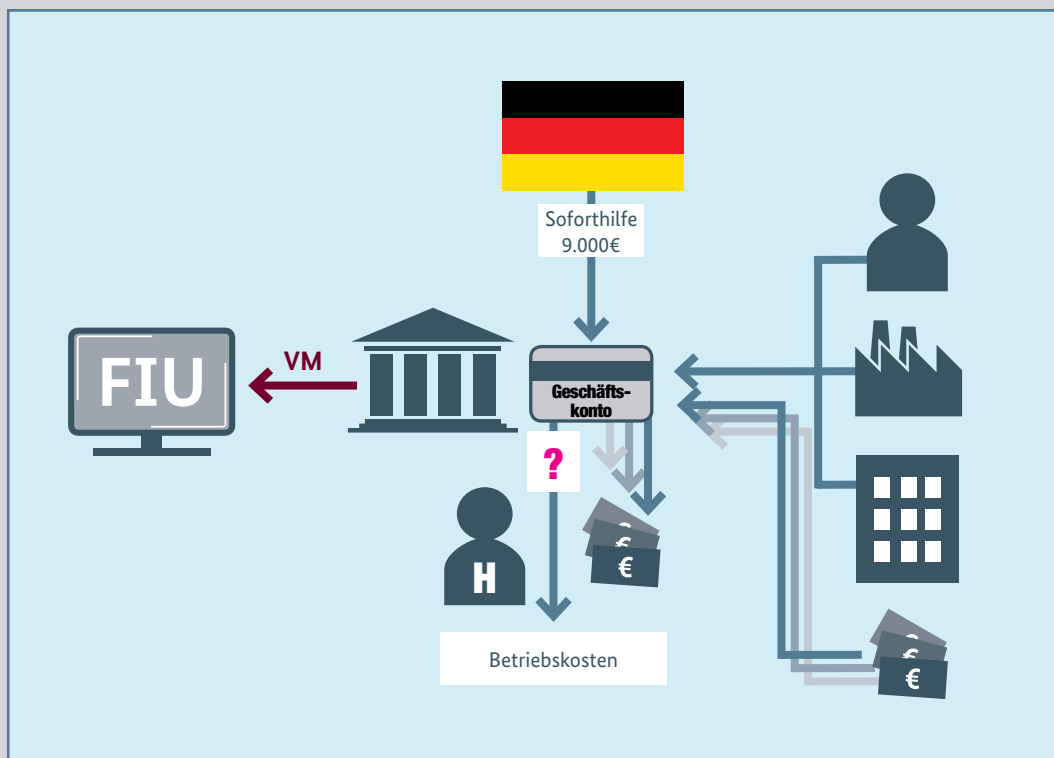 Soforthilfe
9.000€
FIU
VM
Geschäfts-
konto
?
H
€
€
€
Betriebskosten
€
€
€